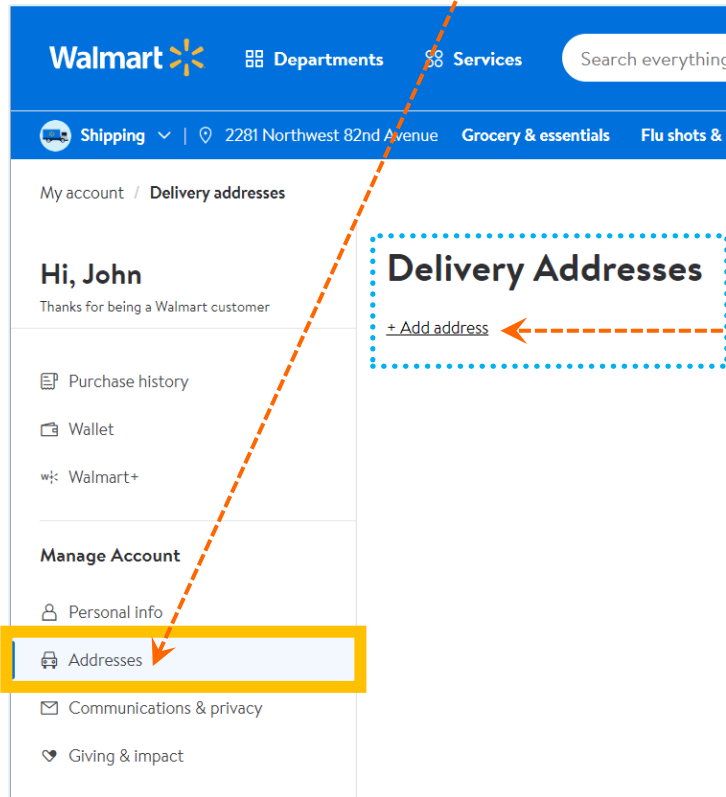 Walmart Departments Services Search everything
Shipping 2281 Northwest 82nd Avenue Grocery & essentials Flu shots &
My account / Delivery addresses
Hi, John
Thanks for being a Walmart customer
Delivery Addresses
+ Add address
Purchase history
Wallet
Walmart+
Manage Account
Personal info
Addresses
Communications & privacy
Giving & impact